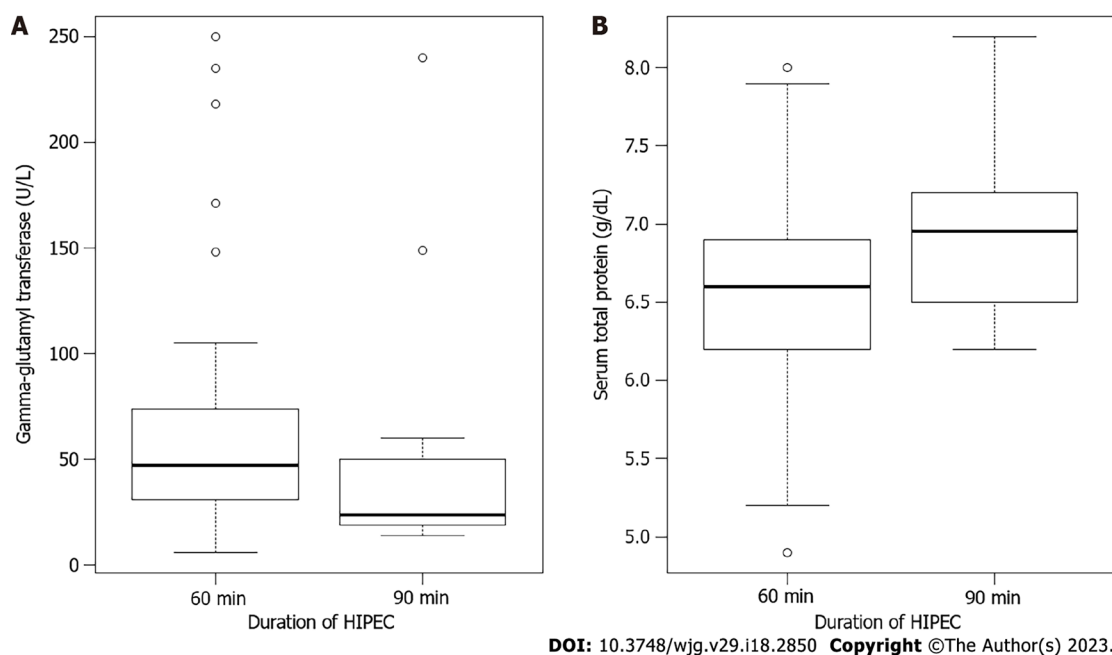 A
Gamma-glutamyl transferase (U/L)
250
200
150
100
50
0
60 min
90 min
Duration of HIPEC
B
Serum total protein (g/dL)
8.0
7.5
7.0
6.5
6.0
5.5
5.0
60 min
90 min
Duration of HIPEC
DOI: 10.3748/wjg.v29.i18.2850 Copyright ©The Author(s) 2023.